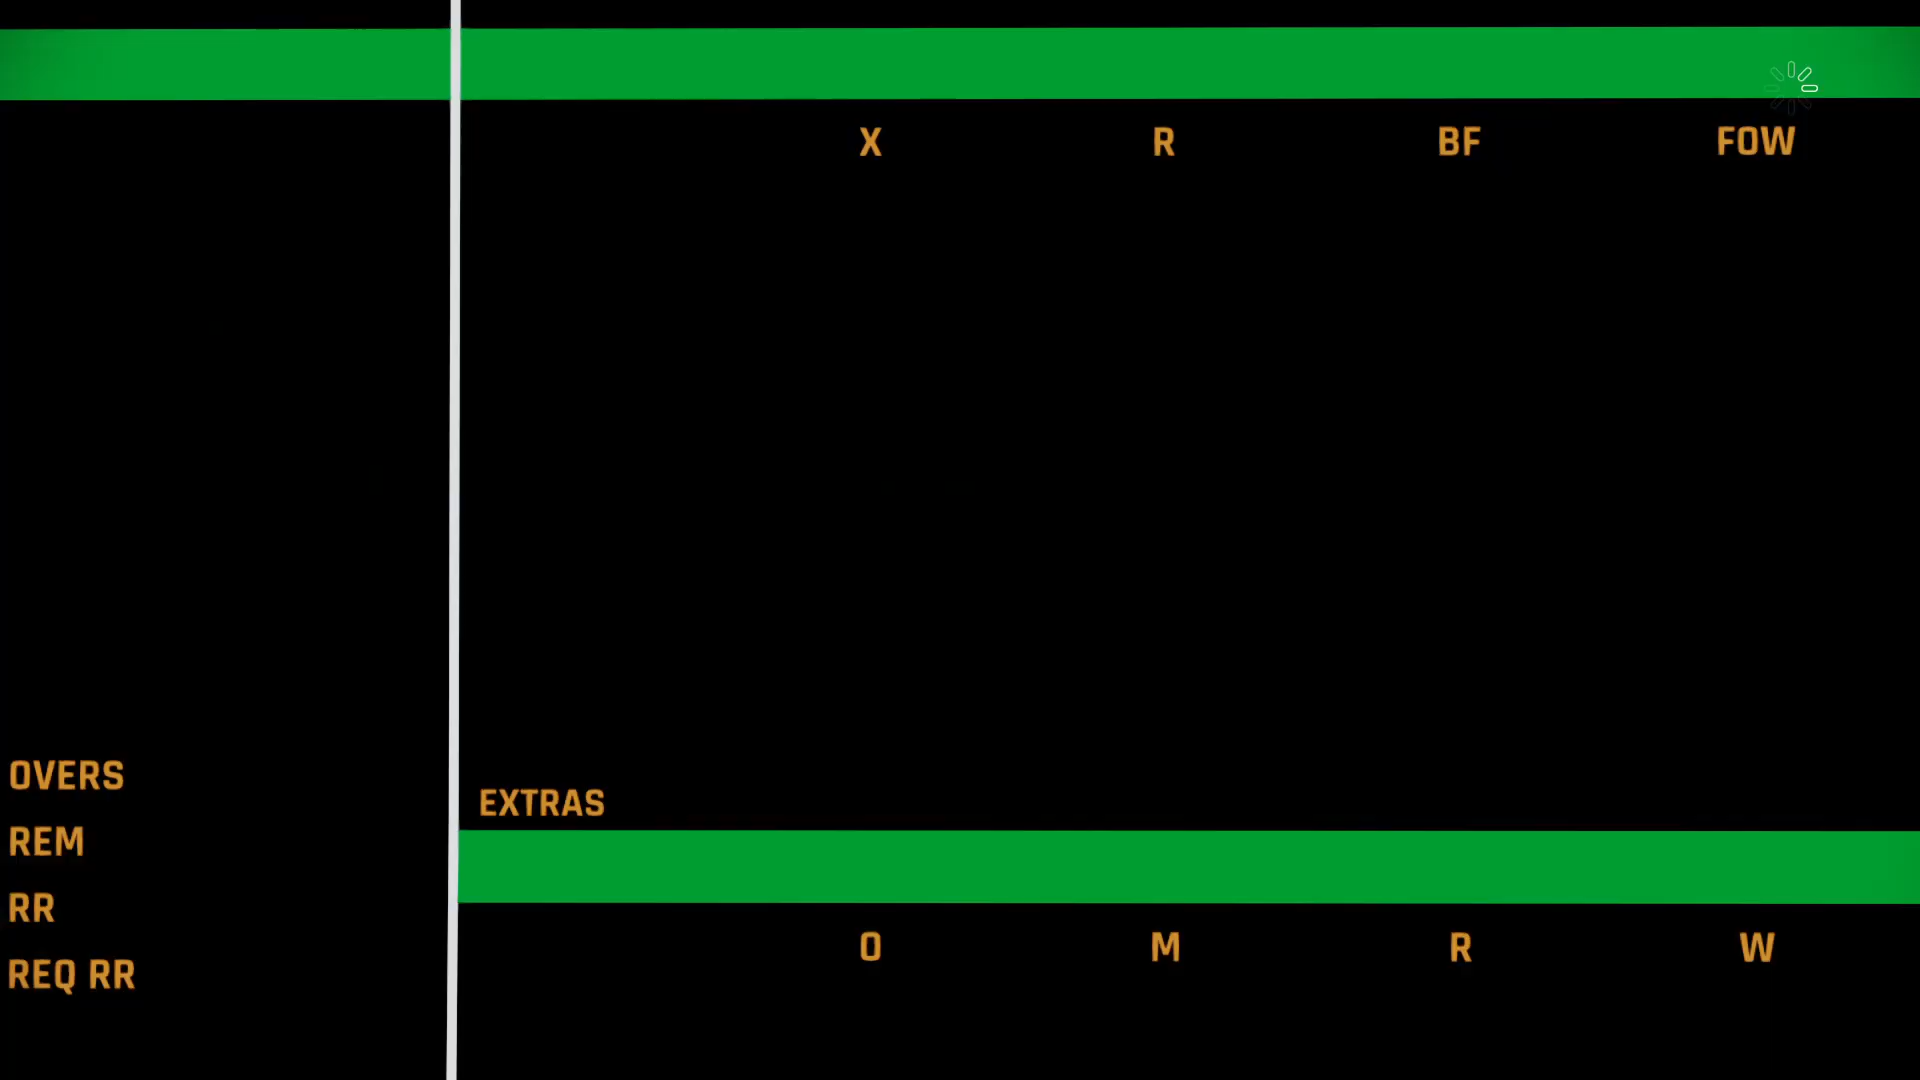 X R BF FOW
OVERS
REM
RR
REQ RR
EXTRAS
O M R W